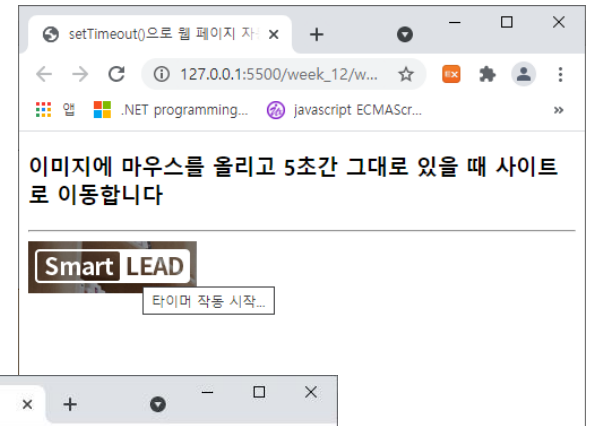 setTimeout()으로 웹 페이지 자
127.0.0.1:5500/week_12/w...
EX
앱 .NET programming... javascript ECMAScr...
이미지에 마우스를 올리고 5초간 그대로 있을 때 사이트
로 이동합니다
Smart LEAD
타이머 작동 시작...